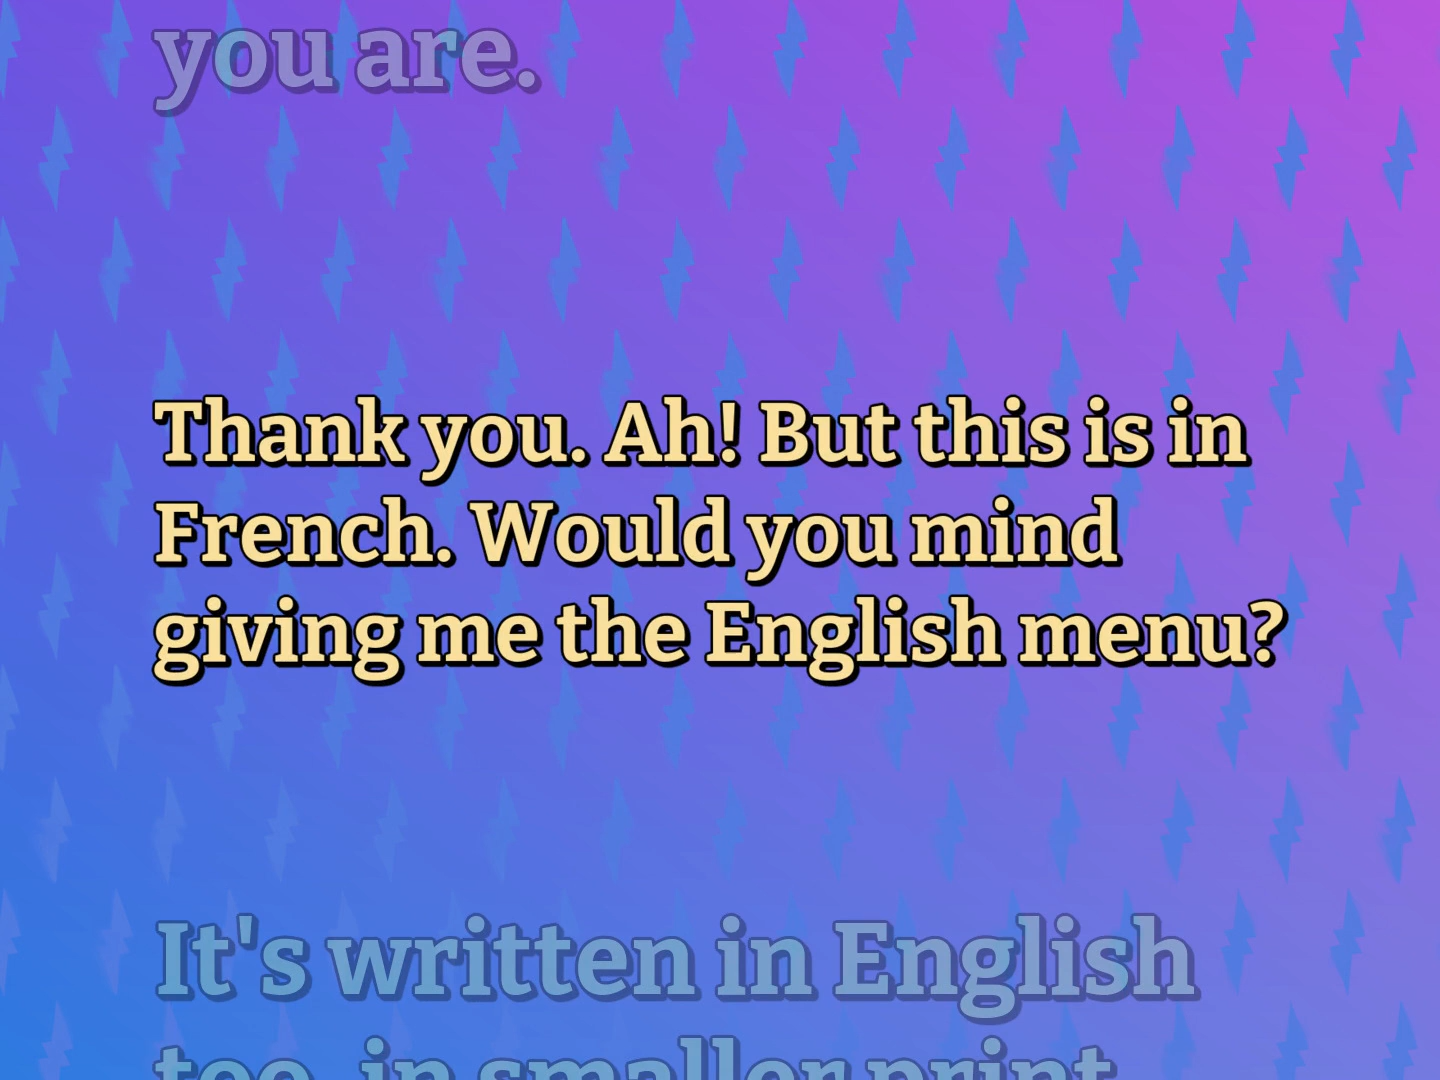 you are.
Thank you. Ah! But this is in
French. Would you mind
giving me the English menu?
It's written in English
too, in smaller print